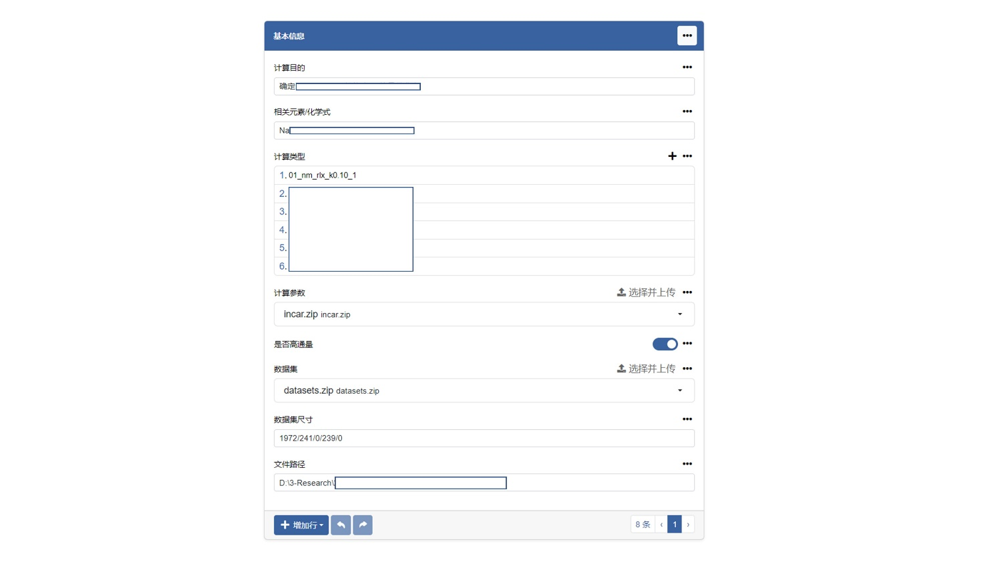 基本信息
计算目的
确定
相关元素/化学式
Na
计算类型
1. 01_nm_rlx_k0.10_1
2.
3.
4.
5.
6.
计算参数 选择并上传
incar.zip incar.zip
是否高通量
数据集 选择并上传
datasets.zip datasets.zip
数据集尺寸
1972/241/0/239/0
文件路径
D:\3-Research\
增加行 8 条 ‹ 1 ›